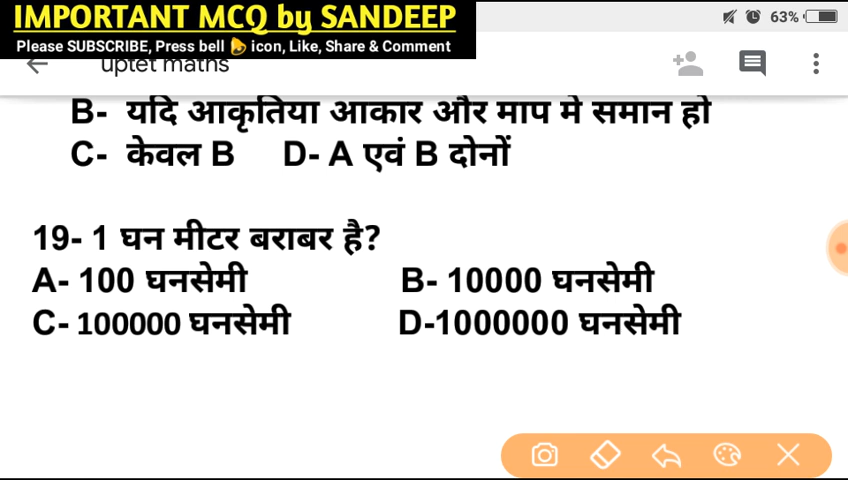 IMPORTANT MCQ by SANDEEP
Please SUBSCRIBE, Press bell icon, Like, Share & Comment
63%
uptet maths
B- यदि आकृतिया आकार और माप मे समान हो
C- केवल B D- A एवं B दोनों
19- 1 घन मीटर बराबर है?
A- 100 घनसेमी B- 10000 घनसेमी
C- 100000 घनसेमी D-1000000 घनसेमी